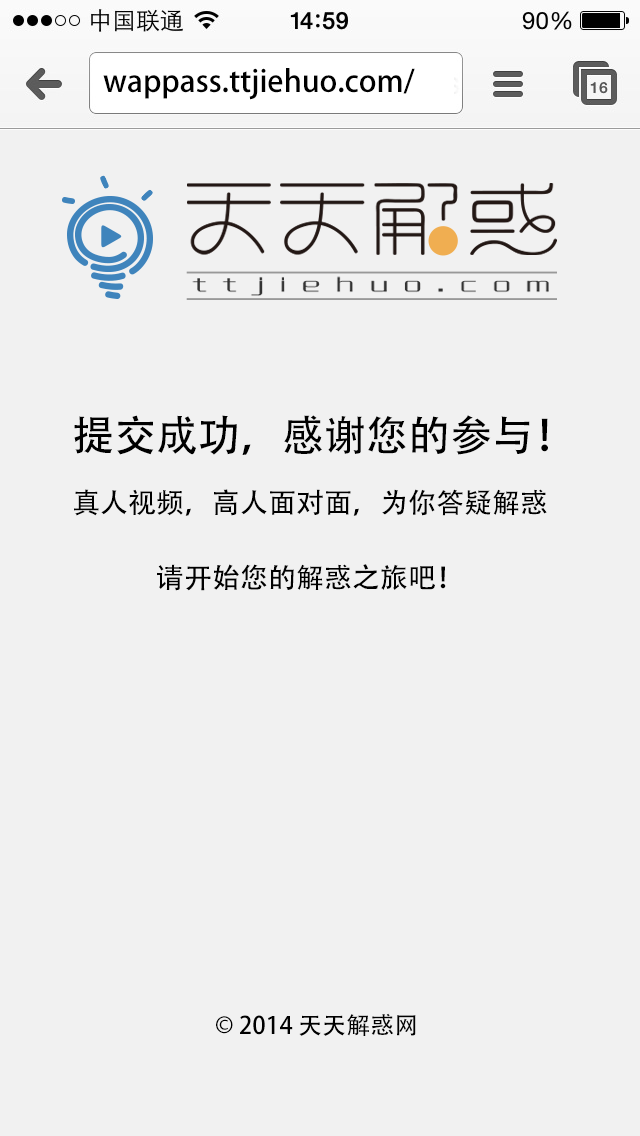 中国联通 14:59 90%
wappass.ttjiehuo.com/ 16
天天解惑
ttjiehuo.com
提交成功，感谢您的参与！
真人视频，高人面对面，为你答疑解惑
请开始您的解惑之旅吧！
© 2014 天天解惑网